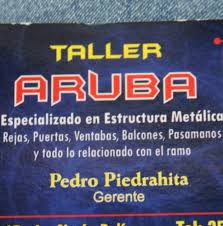 TALLER
ARUBA
Especializado en Estructura Metálica
Rejas, Puertas, Ventabas, Balcones, Pasamanos
y todo lo relacionado con el ramo
Pedro Piedrahita
Gerente